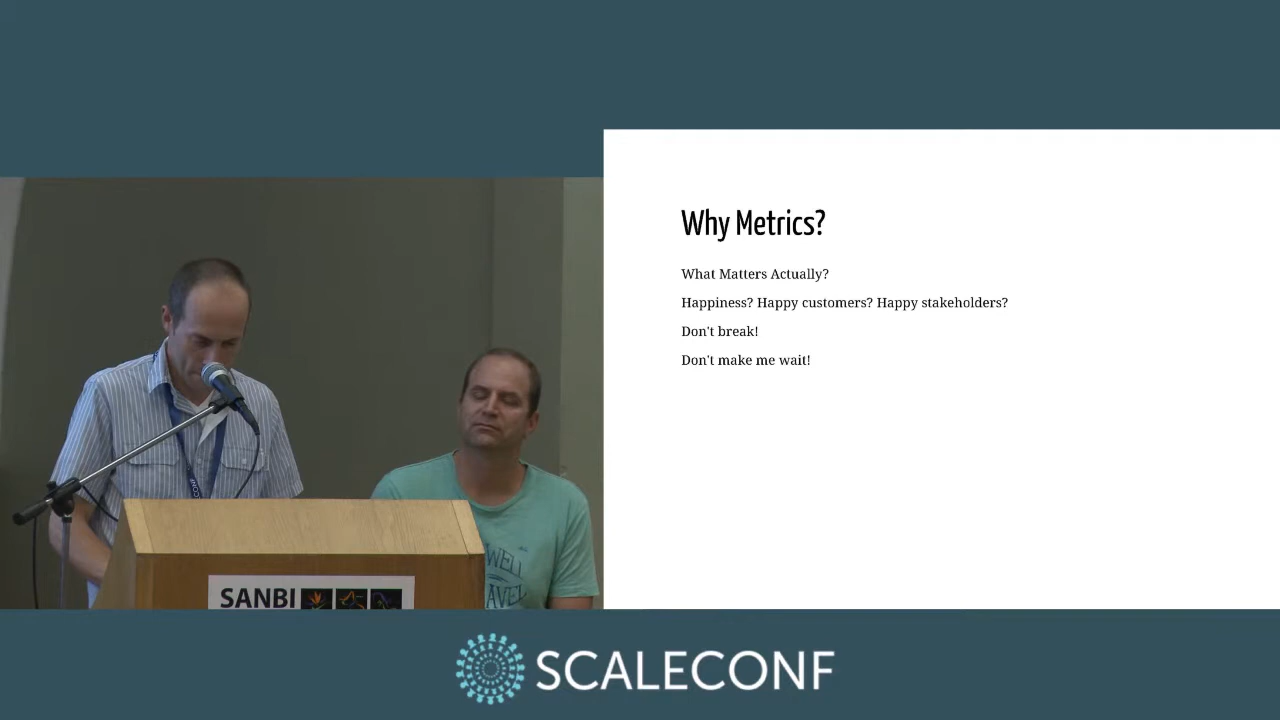 Why Metrics?
What Matters Actually?
Happiness? Happy customers? Happy stakeholders?
Don't break!
Don't make me wait!
SANBI
SCALECONF